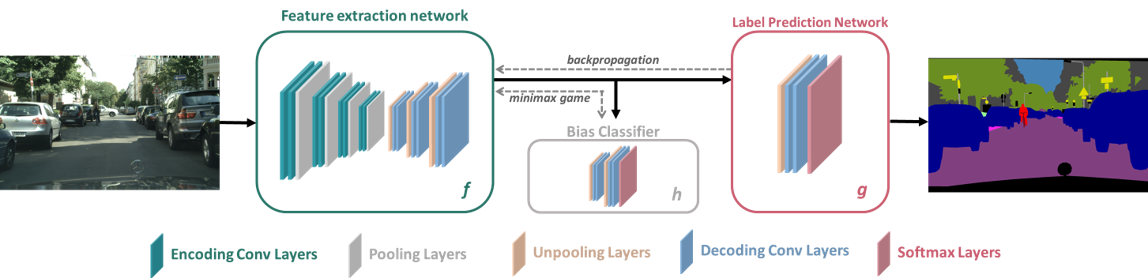 Feature extraction network
Label Prediction Network
backpropagation
minimax game
Bias Classifier
f
h
g
Encoding Conv Layers
Pooling Layers
Unpooling Layers
Decoding Conv Layers
Softmax Layers